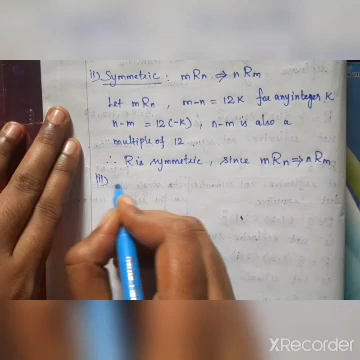 ii) Symmetric : mRn ⇒ nRm
Let mRn , m-n = 12K for any integer K
n-m = 12(-K) , n-m is also a
multiple of 12 .
∴ R is symmetric , since mRn ⇒ nRm.
iii)
XRecorder